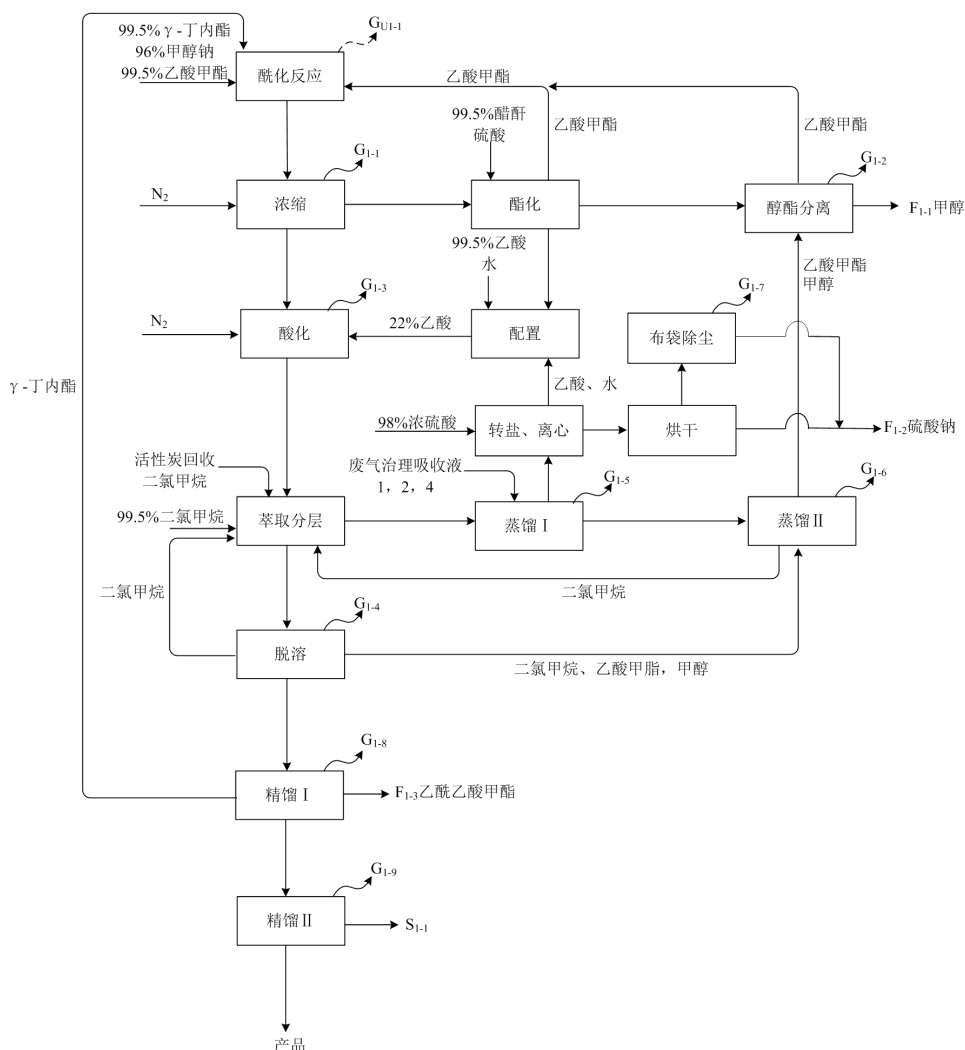 99.5%γ-丁内酯
96%甲醇钠
99.5%乙酸甲酯
G_U1-1
酰化反应
乙酸甲酯
99.5%醋酐
硫酸
乙酸甲酯
乙酸甲酯
G1-1
G1-2
N2
浓缩
酯化
醇酯分离
F1-1甲醇
99.5%乙酸
水
乙酸甲酯
甲醇
G1-3
G1-7
N2
酸化
22%乙酸
配置
布袋除尘
γ-丁内酯
乙酸、水
98%浓硫酸
转盐、离心
烘干
F1-2硫酸钠
活性炭回收
二氯甲烷
废气治理吸收液
1，2，4
G1-5
G1-6
99.5%二氯甲烷
萃取分层
蒸馏Ⅰ
蒸馏Ⅱ
二氯甲烷
二氯甲烷
G1-4
脱溶
二氯甲烷、乙酸甲脂，甲醇
G1-8
精馏Ⅰ
F1-3乙酰乙酸甲酯
G1-9
精馏Ⅱ
S1-1
产品